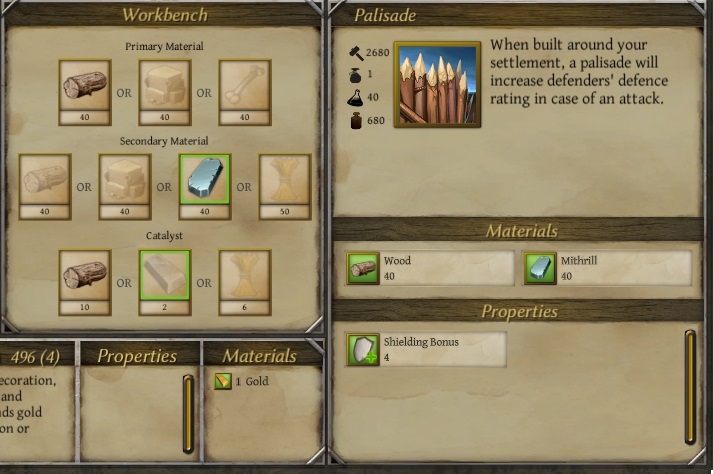 Workbench
Primary Material
OR
OR
40
40
40
Secondary Material
OR
OR
OR
40
40
40
50
Catalyst
OR
OR
10
2
6
496 (4)
ecoration,
and
ds gold
on or
Properties
Materials
1 Gold
Palisade
2680
1
40
680
When built around your
settlement, a palisade will
increase defenders' defence
rating in case of an attack.
Materials
Wood
40
Mithrill
40
Properties
Shielding Bonus
4